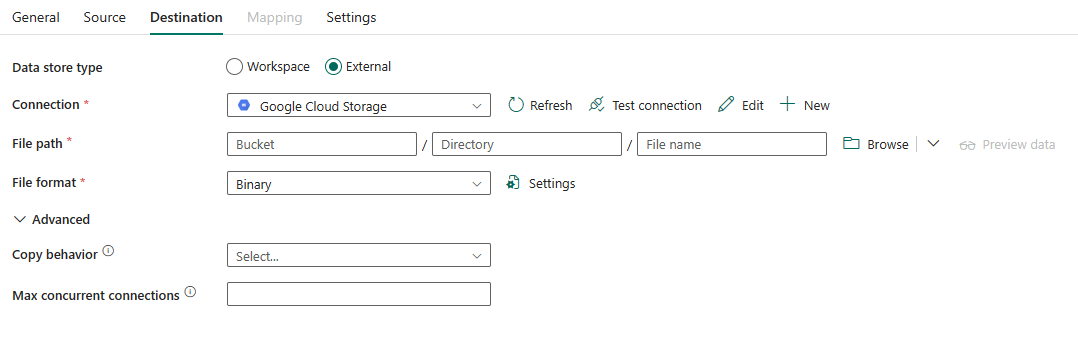 General Source Destination Mapping Settings
Data store type Workspace External
Connection * Google Cloud Storage Refresh Test connection Edit New
File path * Bucket / Directory / File name Browse Preview data
File format * Binary Settings
Advanced
Copy behavior Select...
Max concurrent connections